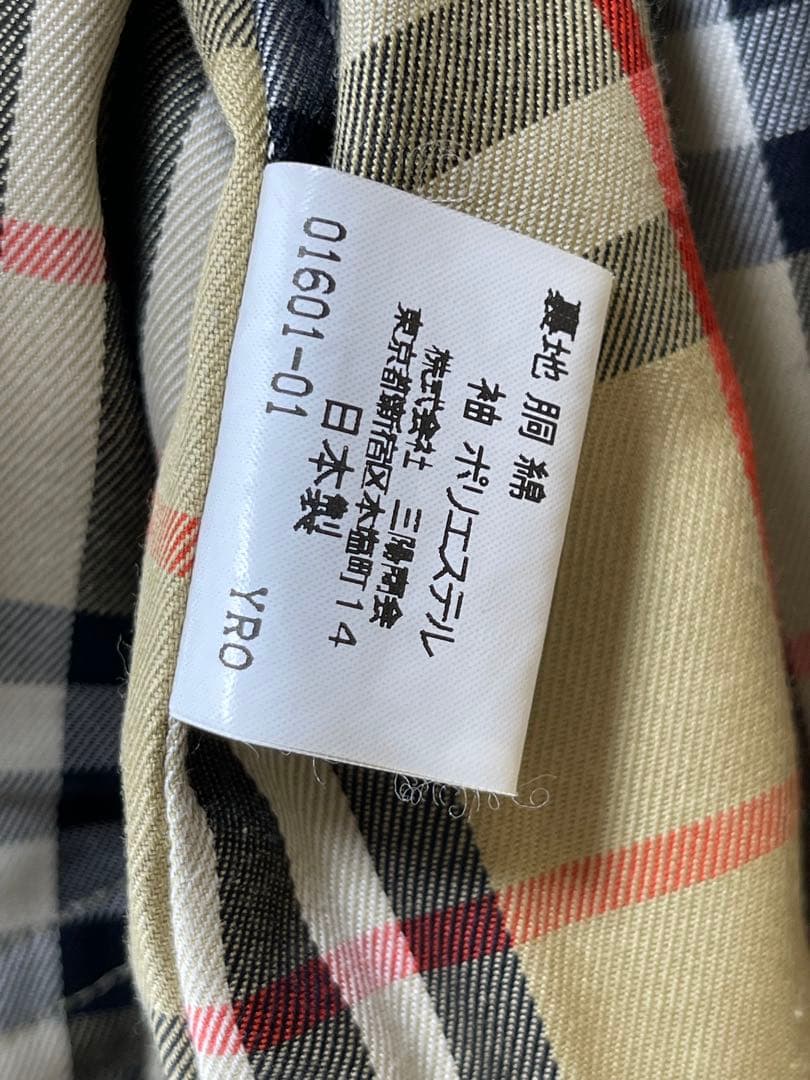 裏地 胴 綿
袖 ポリエステル
株式会社 三陽商会
東京都新宿区本塩町14
日本製
01601-01 YRO